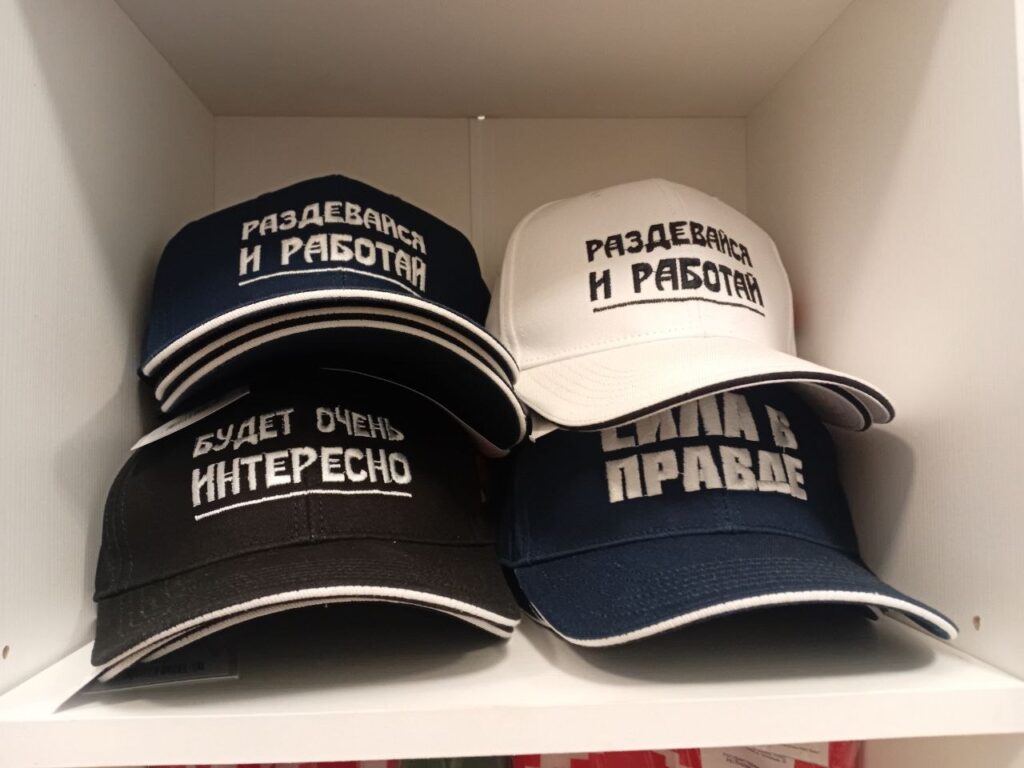 РАЗДЕВАЙСЯ
И РАБОТАЙ
РАЗДЕВАЙСЯ
И РАБОТАЙ
БУДЕТ ОЧЕНЬ
ИНТЕРЕСНО
СИЛА В
ПРАВДЕ